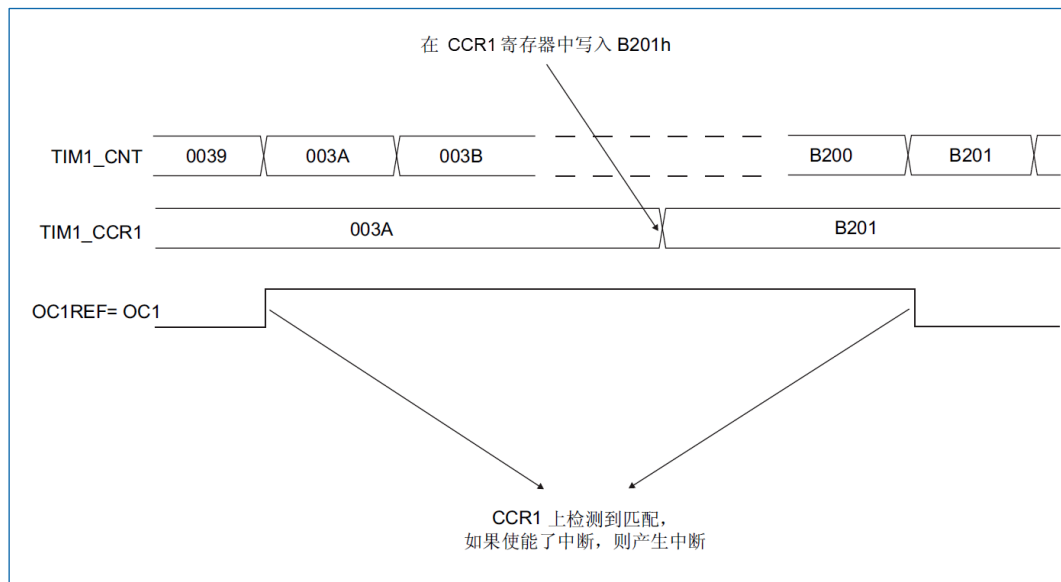 在 CCR1 寄存器中写入 B201h
TIM1_CNT 0039 003A 003B B200 B201
TIM1_CCR1 003A B201
OC1REF= OC1
CCR1 上检测到匹配，
如果使能了中断，则产生中断